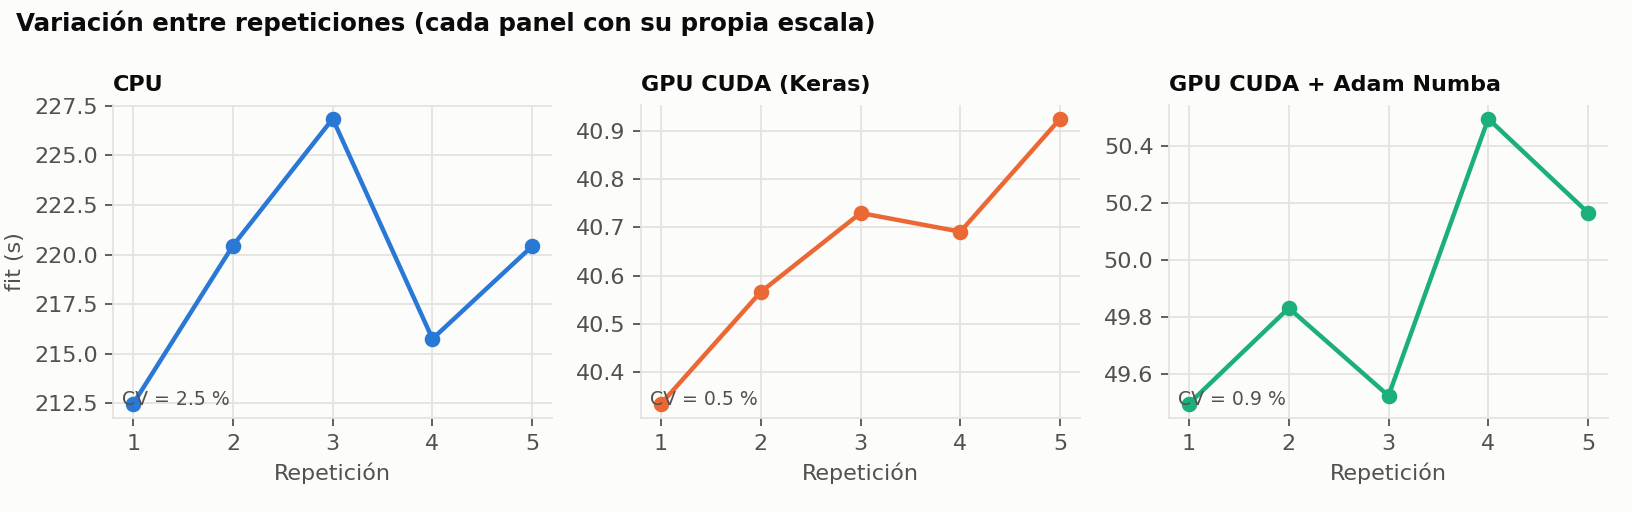 Variación entre repeticiones (cada panel con su propia escala)
CPU
227.5
225.0
222.5
220.0
217.5
215.0
212.5
fit (s)
CV = 2.5 %
1 2 3 4 5
Repetición
GPU CUDA (Keras)
40.9
40.8
40.7
40.6
40.5
40.4
CV = 0.5 %
1 2 3 4 5
Repetición
GPU CUDA + Adam Numba
50.4
50.2
50.0
49.8
49.6
CV = 0.9 %
1 2 3 4 5
Repetición